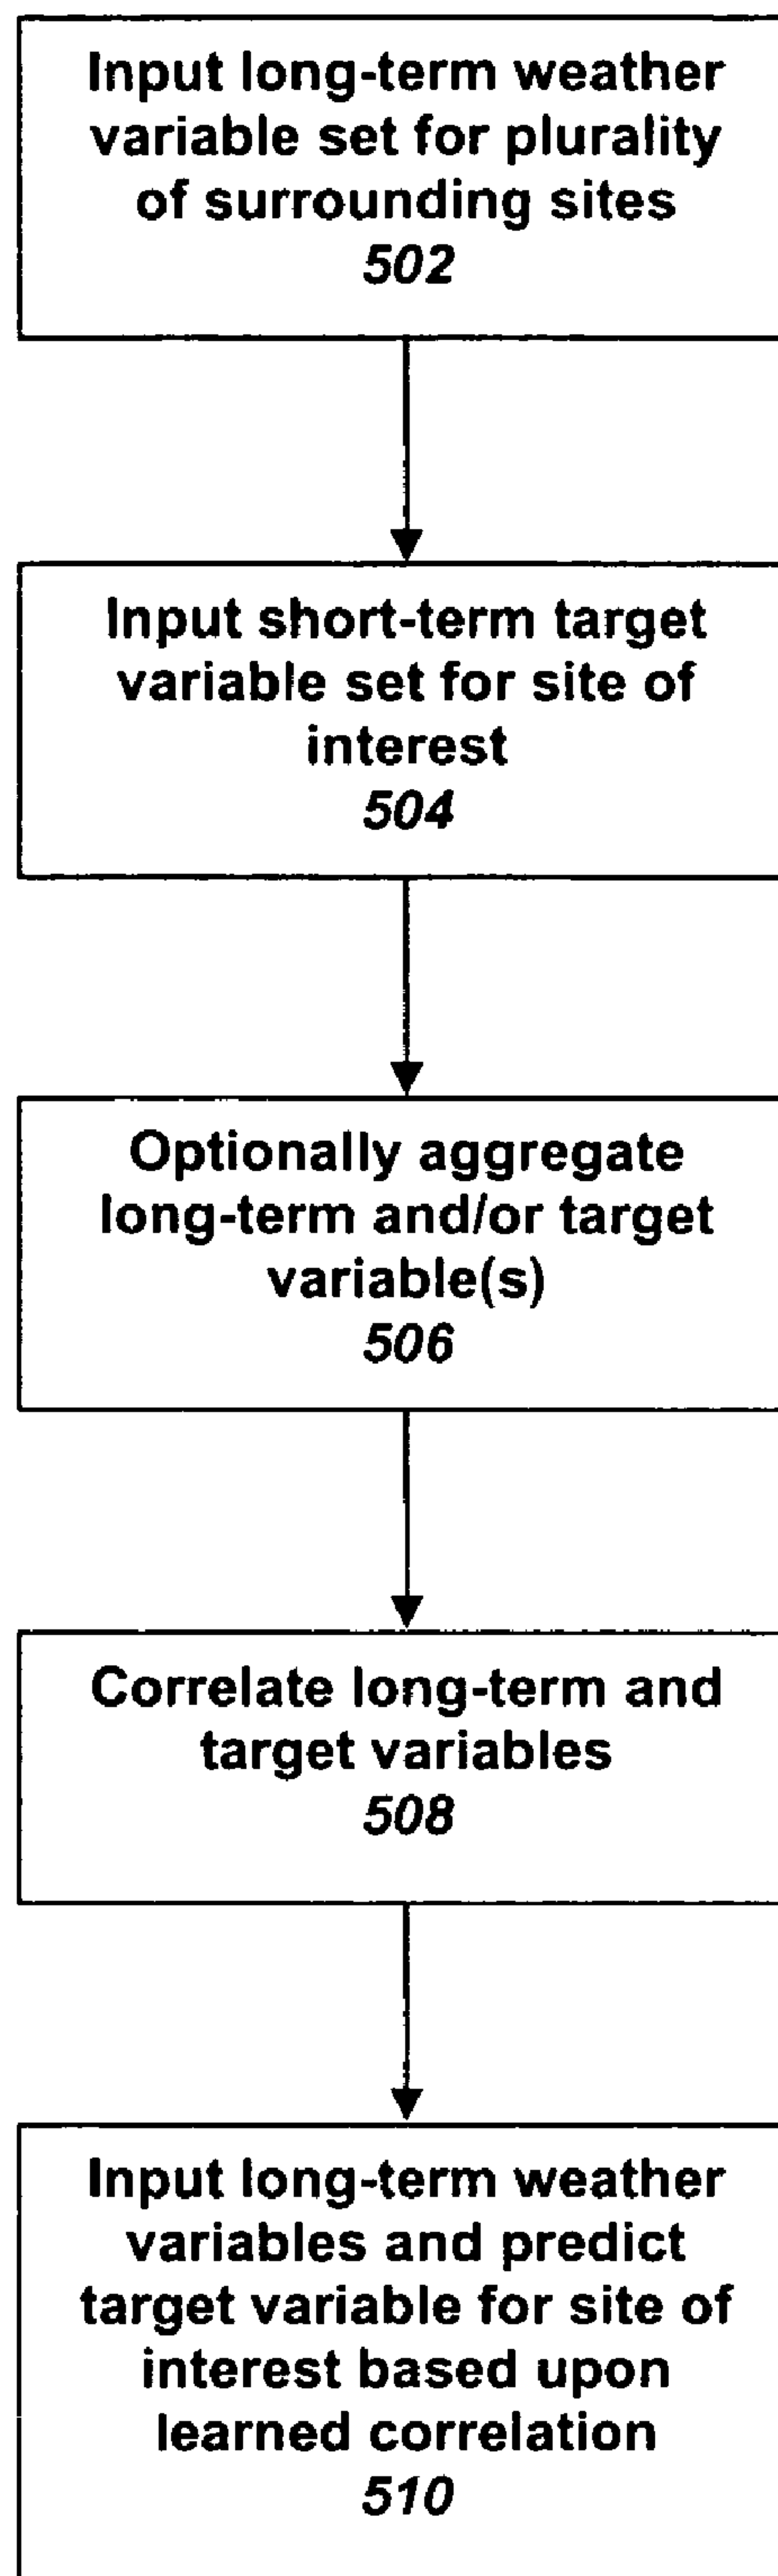 Input long-term weather
variable set for plurality
of surrounding sites
502
Input short-term target
variable set for site of
interest
504
Optionally aggregate
long-term and/or target
variable(s)
506
Correlate long-term and
target variables
508
Input long-term weather
variables and predict
target variable for site of
interest based upon
learned correlation
510